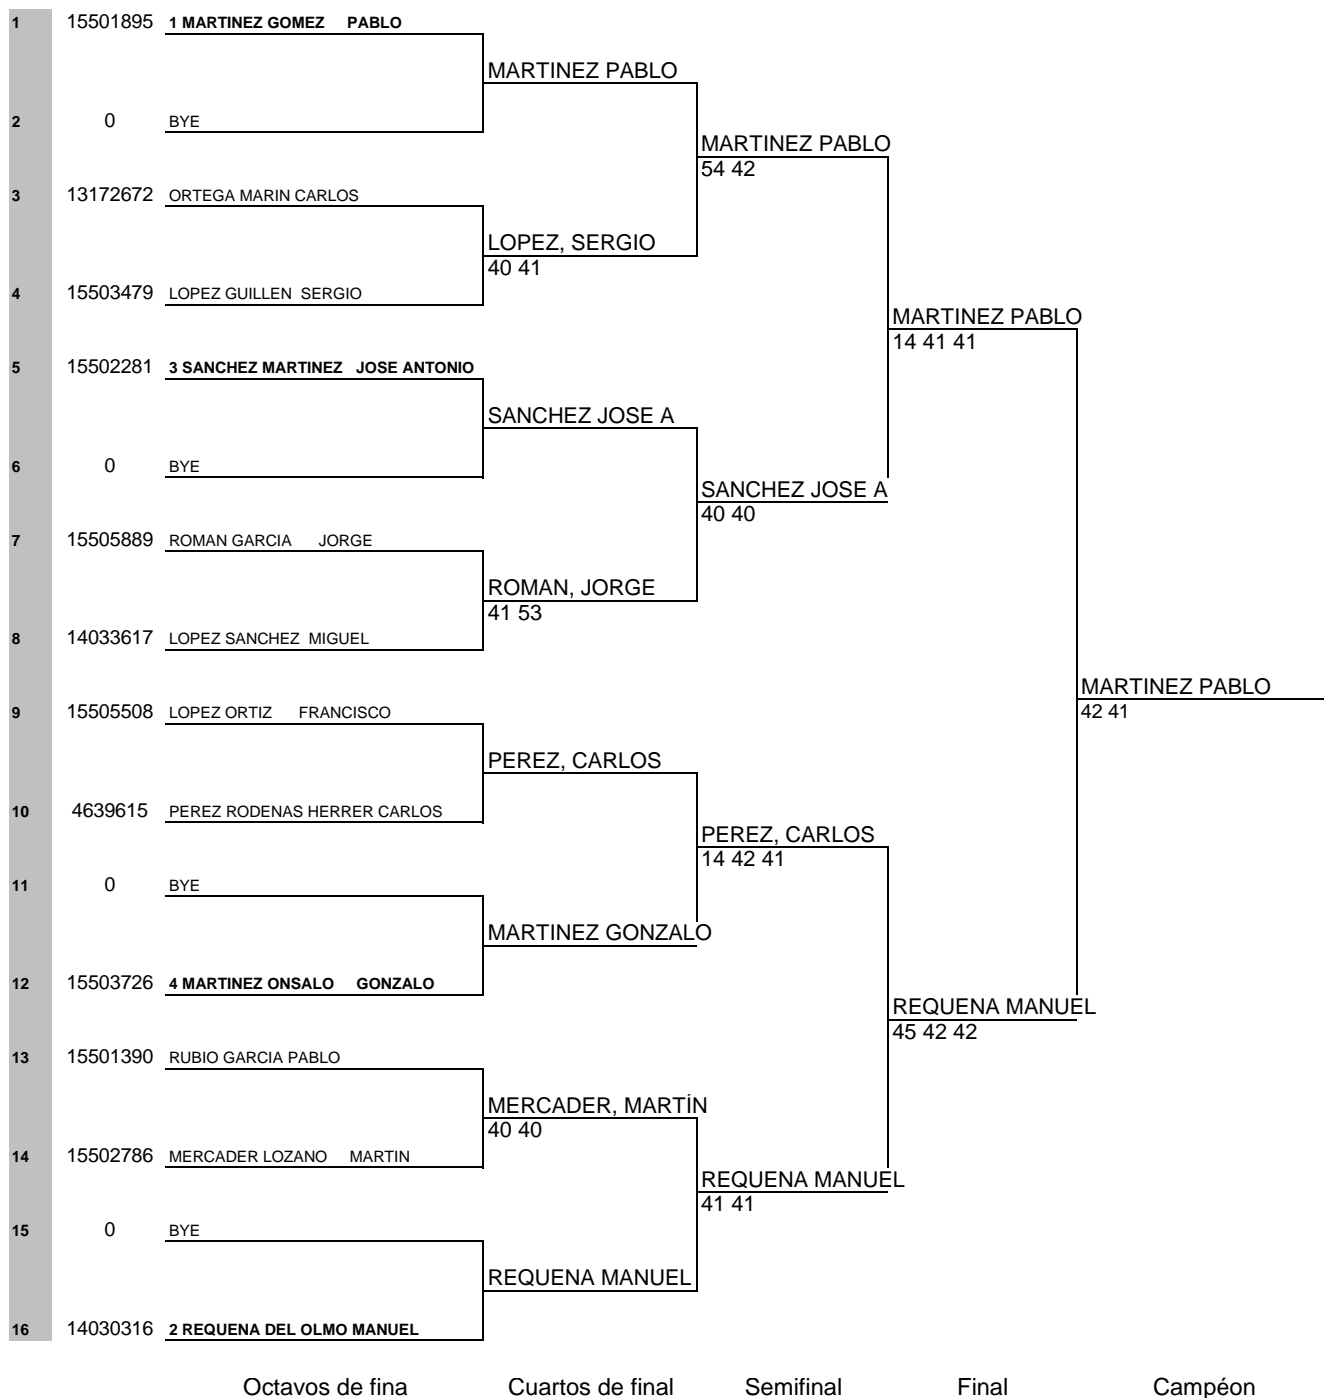 1 15501895 1 MARTINEZ GOMEZ PABLO
MARTINEZ PABLO
2 0 BYE
MARTINEZ PABLO
54 42
3 13172672 ORTEGA MARIN CARLOS
LOPEZ, SERGIO
40 41
4 15503479 LOPEZ GUILLEN SERGIO
MARTINEZ PABLO
14 41 41
5 15502281 3 SANCHEZ MARTINEZ JOSE ANTONIO
SANCHEZ JOSE A
6 0 BYE
SANCHEZ JOSE A
40 40
7 15505889 ROMAN GARCIA JORGE
ROMAN, JORGE
41 53
8 14033617 LOPEZ SANCHEZ MIGUEL
MARTINEZ PABLO
42 41
9 15505508 LOPEZ ORTIZ FRANCISCO
PEREZ, CARLOS
10 4639615 PEREZ RODENAS HERRER CARLOS
PEREZ, CARLOS
14 42 41
11 0 BYE
MARTINEZ GONZALO
12 15503726 4 MARTINEZ ONSALO GONZALO
REQUENA MANUEL
45 42 42
13 15501390 RUBIO GARCIA PABLO
MERCADER, MARTÍN
40 40
14 15502786 MERCADER LOZANO MARTIN
REQUENA MANUEL
41 41
15 0 BYE
REQUENA MANUEL
16 14030316 2 REQUENA DEL OLMO MANUEL
Octavos de fina Cuartos de final Semifinal Final Campéon